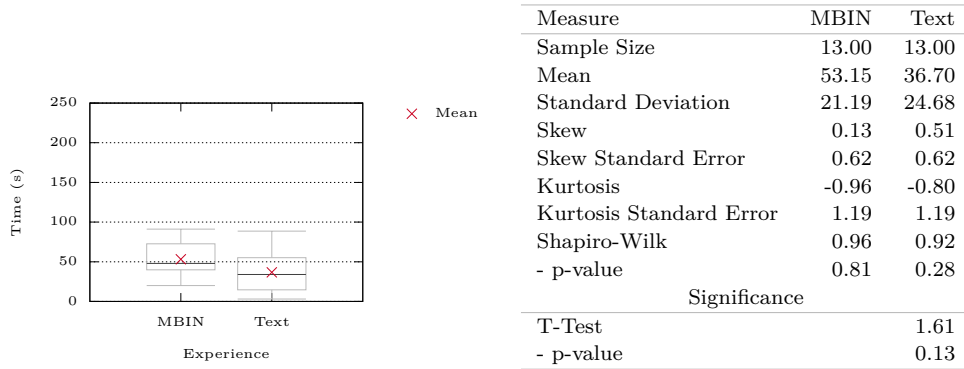 250
200
150
100
50
0
Time (s)
MBIN Text
Experience
Mean
Measure MBIN Text
Sample Size 13.00 13.00
Mean 53.15 36.70
Standard Deviation 21.19 24.68
Skew 0.13 0.51
Skew Standard Error 0.62 0.62
Kurtosis -0.96 -0.80
Kurtosis Standard Error 1.19 1.19
Shapiro-Wilk 0.96 0.92
- p-value 0.81 0.28
Significance
T-Test 1.61
- p-value 0.13